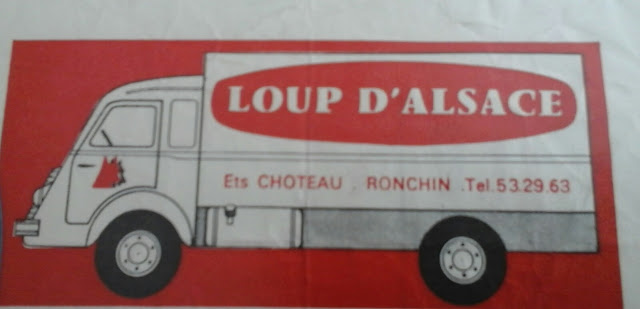 LOUP D'ALSACE
Ets CHOTEAU . RONCHIN .Tel.53.29.63